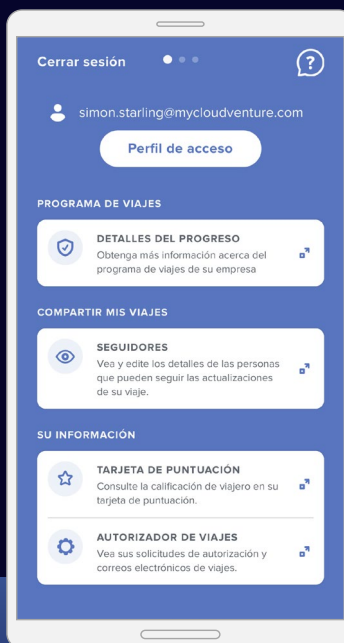 Cerrar sesión
?
simon.starling@mycloudventure.com
Perfil de acceso
PROGRAMA DE VIAJES
DETALLES DEL PROGRESO
Obtenga más información acerca del
programa de viajes de su empresa
COMPARTIR MIS VIAJES
SEGUIDORES
Vea y edite los detalles de las personas
que pueden seguir las actualizaciones
de su viaje.
SU INFORMACIÓN
TARJETA DE PUNTUACIÓN
Consulte la calificación de viajero en su
tarjeta de puntuación.
AUTORIZADOR DE VIAJES
Vea sus solicitudes de autorización y
correos electrónicos de viajes.